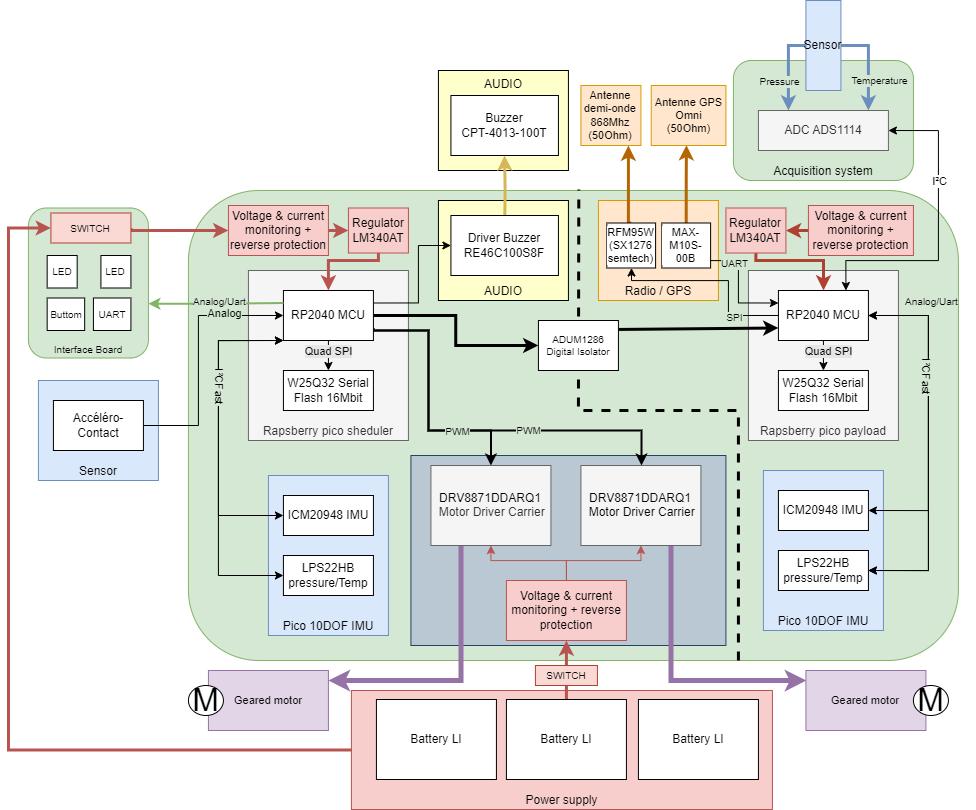 Sensor
Pressure
Temperature
ADC ADS1114
Acquisition system
I²C
AUDIO
Buzzer
CPT-4013-100T
Antenne
demi-onde
868Mhz
(50Ohm)
Antenne GPS
Omni
(50Ohm)
SWITCH
LED
LED
Buttom
UART
Interface Board
Voltage & current
monitoring +
reverse protection
Regulator
LM340AT
Driver Buzzer
RE46C100S8F
AUDIO
RFM95W
(SX1276
semtech)
MAX-
M10S-
00B
Radio / GPS
UART
SPI
Regulator
LM340AT
Voltage & current
monitoring +
reverse protection
Analog/Uart
Analog
RP2040 MCU
Quad SPI
W25Q32 Serial
Flash 16Mbit
Rapsberry pico sheduler
I²CFast
ADUM1286
Digital Isolator
RP2040 MCU
Quad SPI
W25Q32 Serial
Flash 16Mbit
Rapsberry pico payload
Analog/Uart
I²CFast
Accéléro-
Contact
Sensor
PWM
PWM
DRV8871DDARQ1
Motor Driver Carrier
DRV8871DDARQ1
Motor Driver Carrier
Voltage & current
monitoring + reverse
protection
ICM20948 IMU
LPS22HB
pressure/Temp
Pico 10DOF IMU
ICM20948 IMU
LPS22HB
pressure/Temp
Pico 10DOF IMU
SWITCH
M
Geared motor
Geared motor
M
Battery LI
Battery LI
Battery LI
Power supply